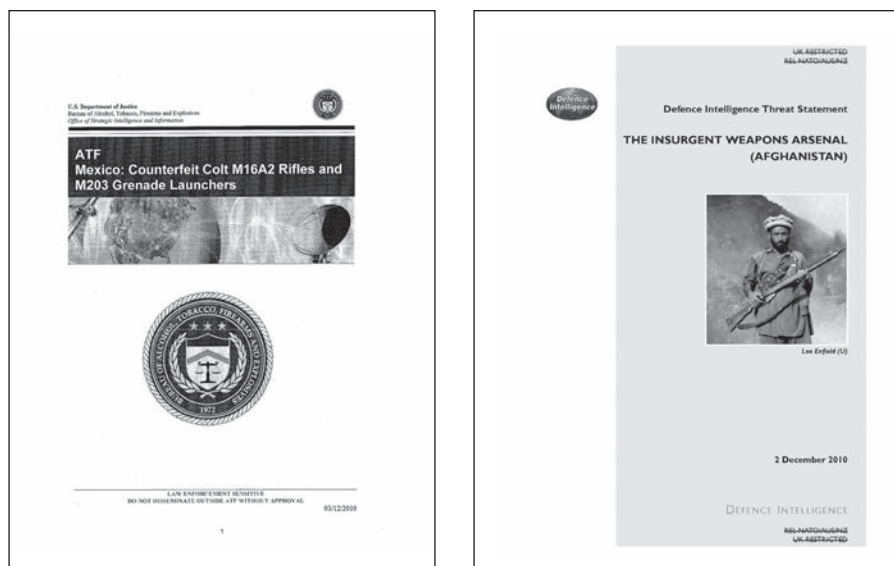 U.S. Department of Justice
Bureau of Alcohol, Tobacco, Firearms and Explosives
Office of Strategic Intelligence and Information
ATF
Mexico: Counterfeit Colt M16A2 Rifles and
M203 Grenade Launchers
BUREAU OF ALCOHOL, TOBACCO, FIREARMS AND EXPLOSIVES
1972
LAW ENFORCEMENT SENSITIVE
DO NOT DISSEMINATE OUTSIDE ATF WITHOUT APPROVAL
03/12/2010
1
UK RESTRICTED
REL NATO/AUS/NZ
Defence
Intelligence
Defence Intelligence Threat Statement
THE INSURGENT WEAPONS ARSENAL
(AFGHANISTAN)
Lee Enfield (U)
2 December 2010
DEFENCE INTELLIGENCE
REL NATO/AUS/NZ
UK RESTRICTED